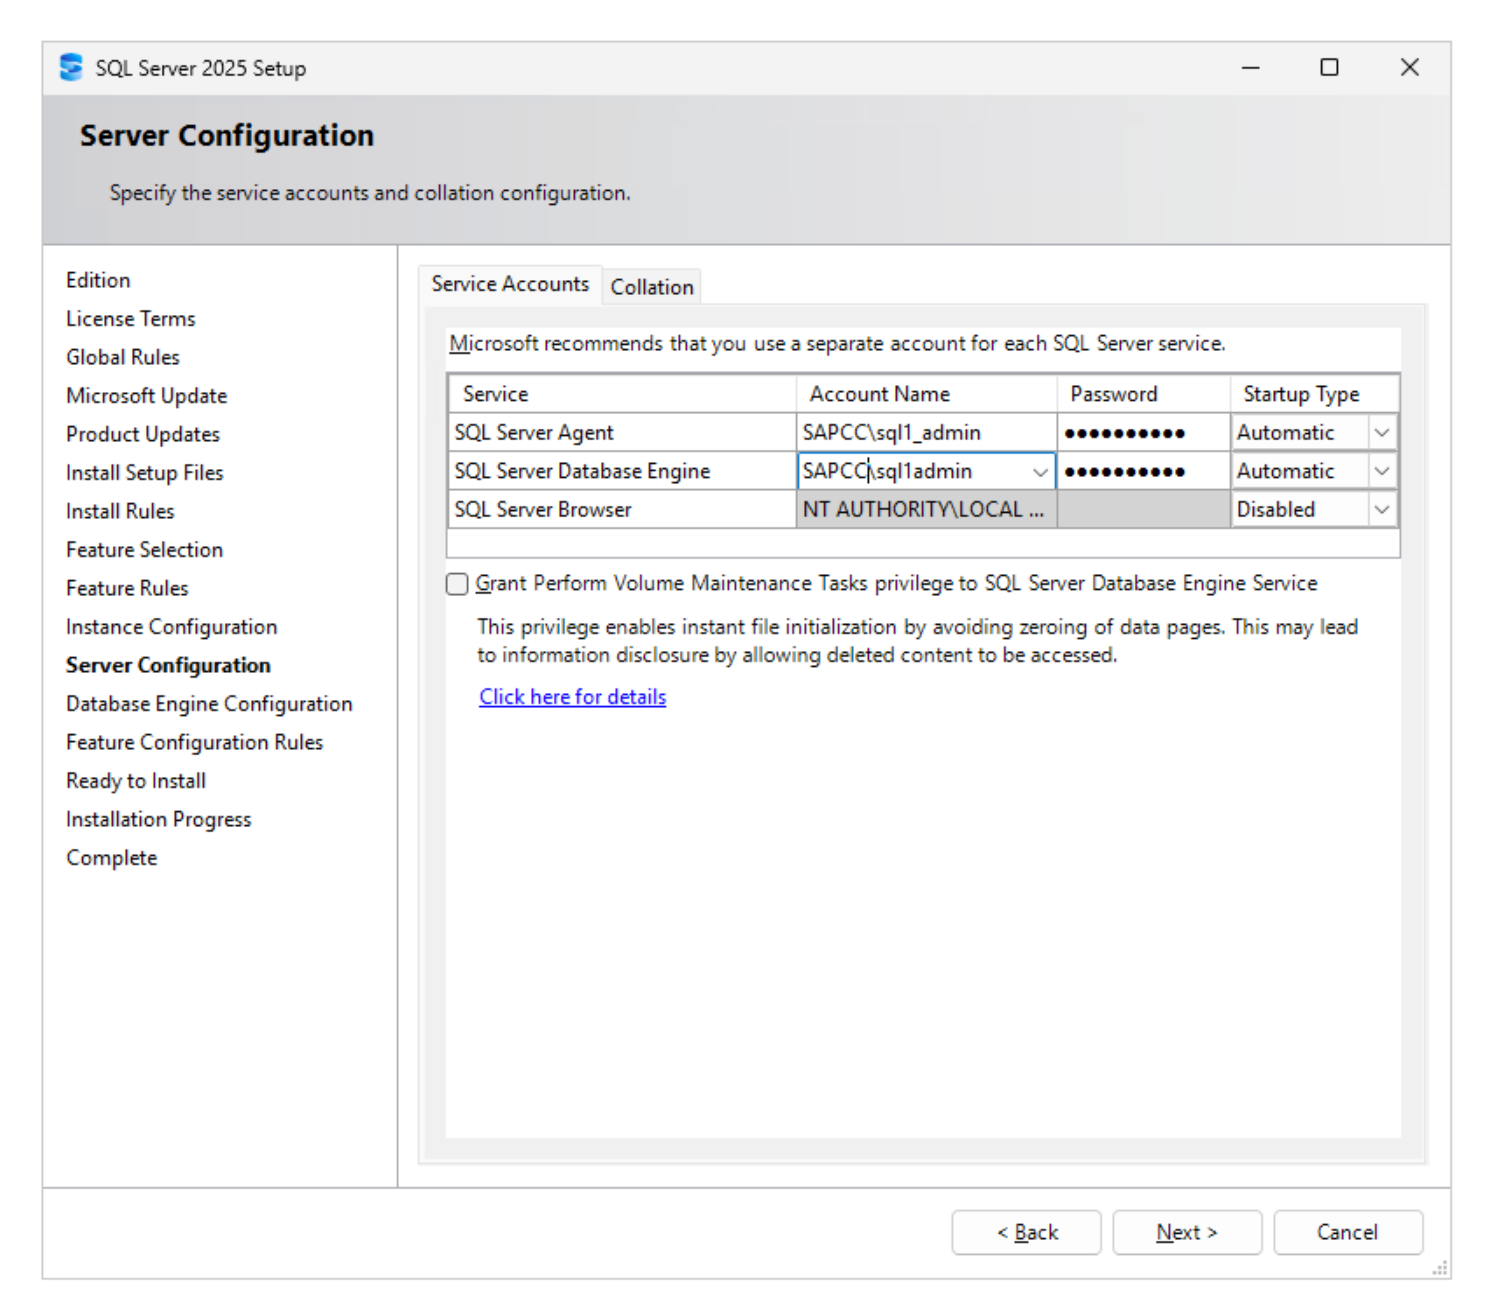 SQL Server 2025 Setup
Server Configuration
Specify the service accounts and collation configuration.
Edition
License Terms
Global Rules
Microsoft Update
Product Updates
Install Setup Files
Install Rules
Feature Selection
Feature Rules
Instance Configuration
Server Configuration
Database Engine Configuration
Feature Configuration Rules
Ready to Install
Installation Progress
Complete
Service Accounts Collation
Microsoft recommends that you use a separate account for each SQL Server service.
Service Account Name Password Startup Type
SQL Server Agent SAPCC\sql1_admin ●●●●●●●●●● Automatic
SQL Server Database Engine SAPCC\sql1admin ●●●●●●●●●● Automatic
SQL Server Browser NT AUTHORITY\LOCAL ... Disabled
Grant Perform Volume Maintenance Tasks privilege to SQL Server Database Engine Service
This privilege enables instant file initialization by avoiding zeroing of data pages. This may lead
to information disclosure by allowing deleted content to be accessed.
Click here for details
< Back Next > Cancel